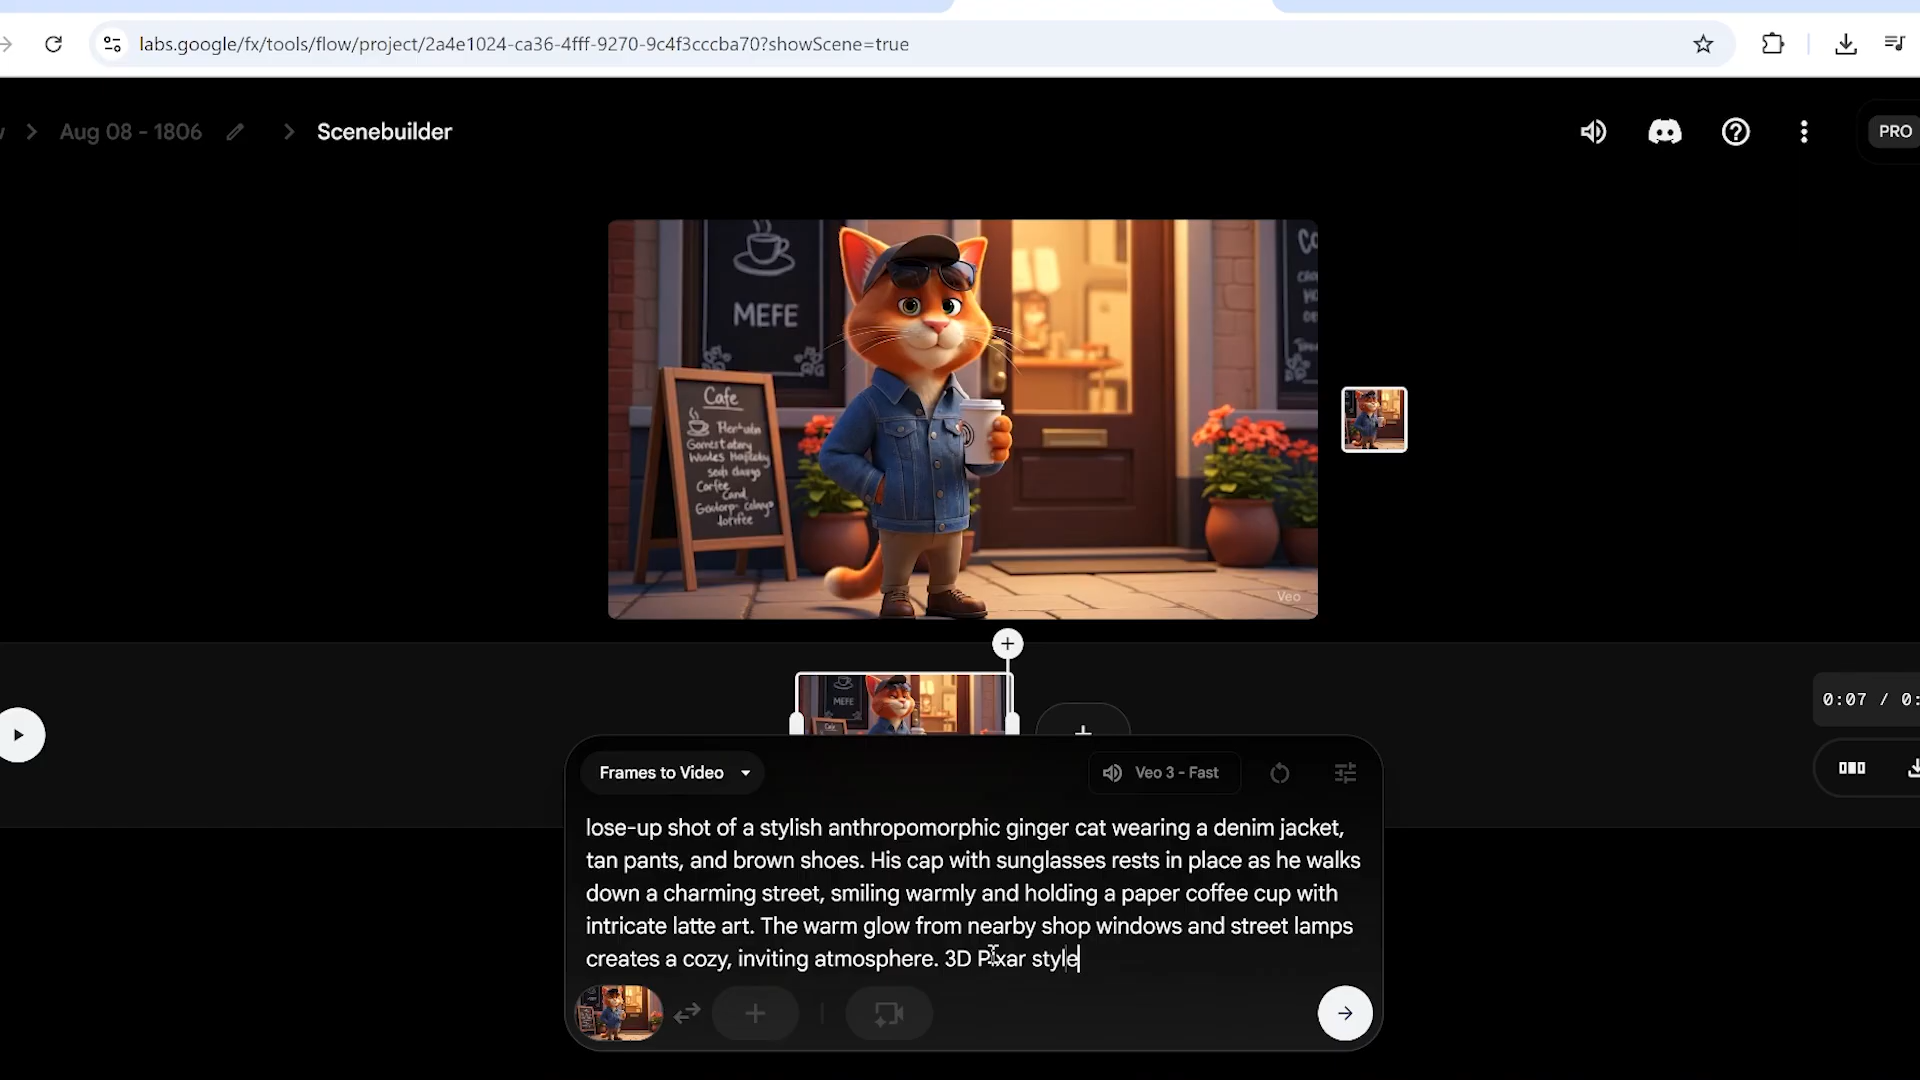 labs.google/fx/tools/flow/project/2a4e1024-ca36-4fff-9270-9c4f3cccba70?showScene=true
Aug 08 - 1806
Scenebuilder
PRO
MEFE
Cafe
Veo
MEFE
0:07 / 0:
Frames to Video
Veo 3 - Fast
lose-up shot of a stylish anthropomorphic ginger cat wearing a denim jacket,
tan pants, and brown shoes. His cap with sunglasses rests in place as he walks
down a charming street, smiling warmly and holding a paper coffee cup with
intricate latte art. The warm glow from nearby shop windows and street lamps
creates a cozy, inviting atmosphere. 3D Pixar style